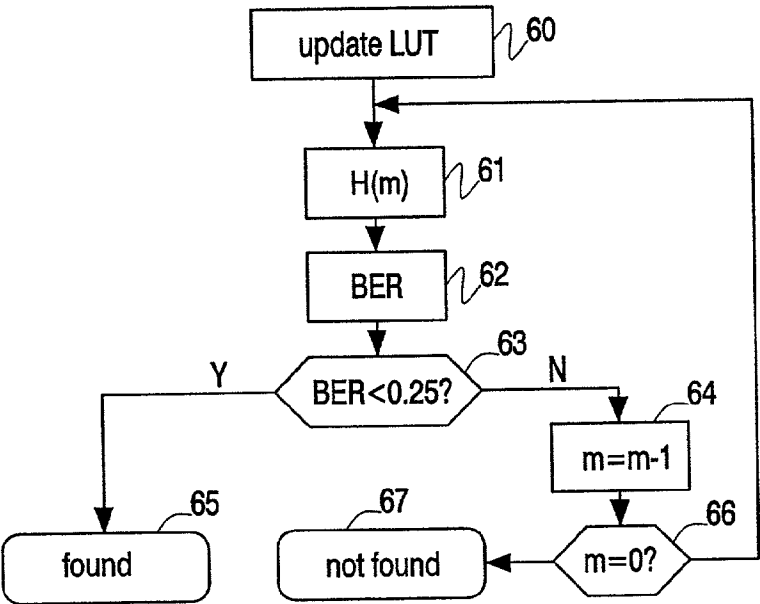 update LUT
60
H(m)
61
BER
62
63
Y
BER<0.25?
N
64
m=m-1
65
67
66
found
not found
m=0?